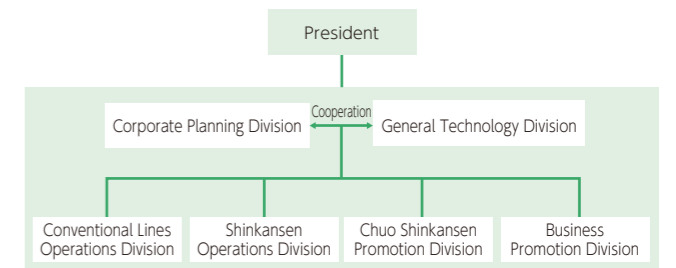 President
Cooperation
Corporate Planning Division
General Technology Division
Conventional Lines
Operations Division
Shinkansen
Operations Division
Chuo Shinkansen
Promotion Division
Business
Promotion Division